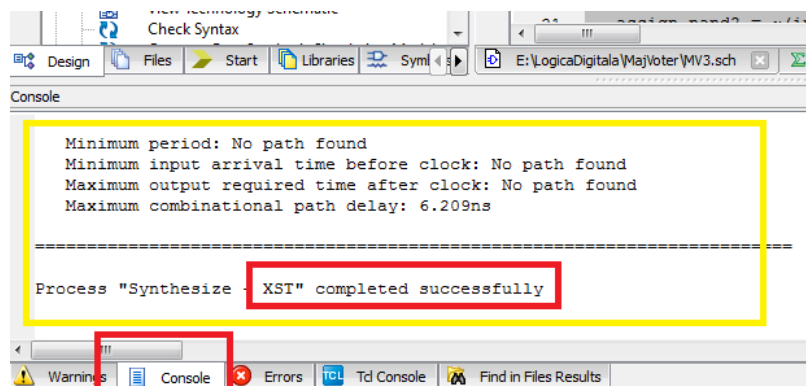 View Technology Schematic
Check Syntax
21 assign nand2 =
Design Files Start Libraries E:\LogicaDigitala\MajVoter\MV3.sch
Console
Minimum period: No path found
Minimum input arrival time before clock: No path found
Maximum output required time after clock: No path found
Maximum combinational path delay: 6.209ns
=========================================================================
Process "Synthesize - XST" completed successfully
Warnings Console Errors TCL Tcl Console Find in Files Results